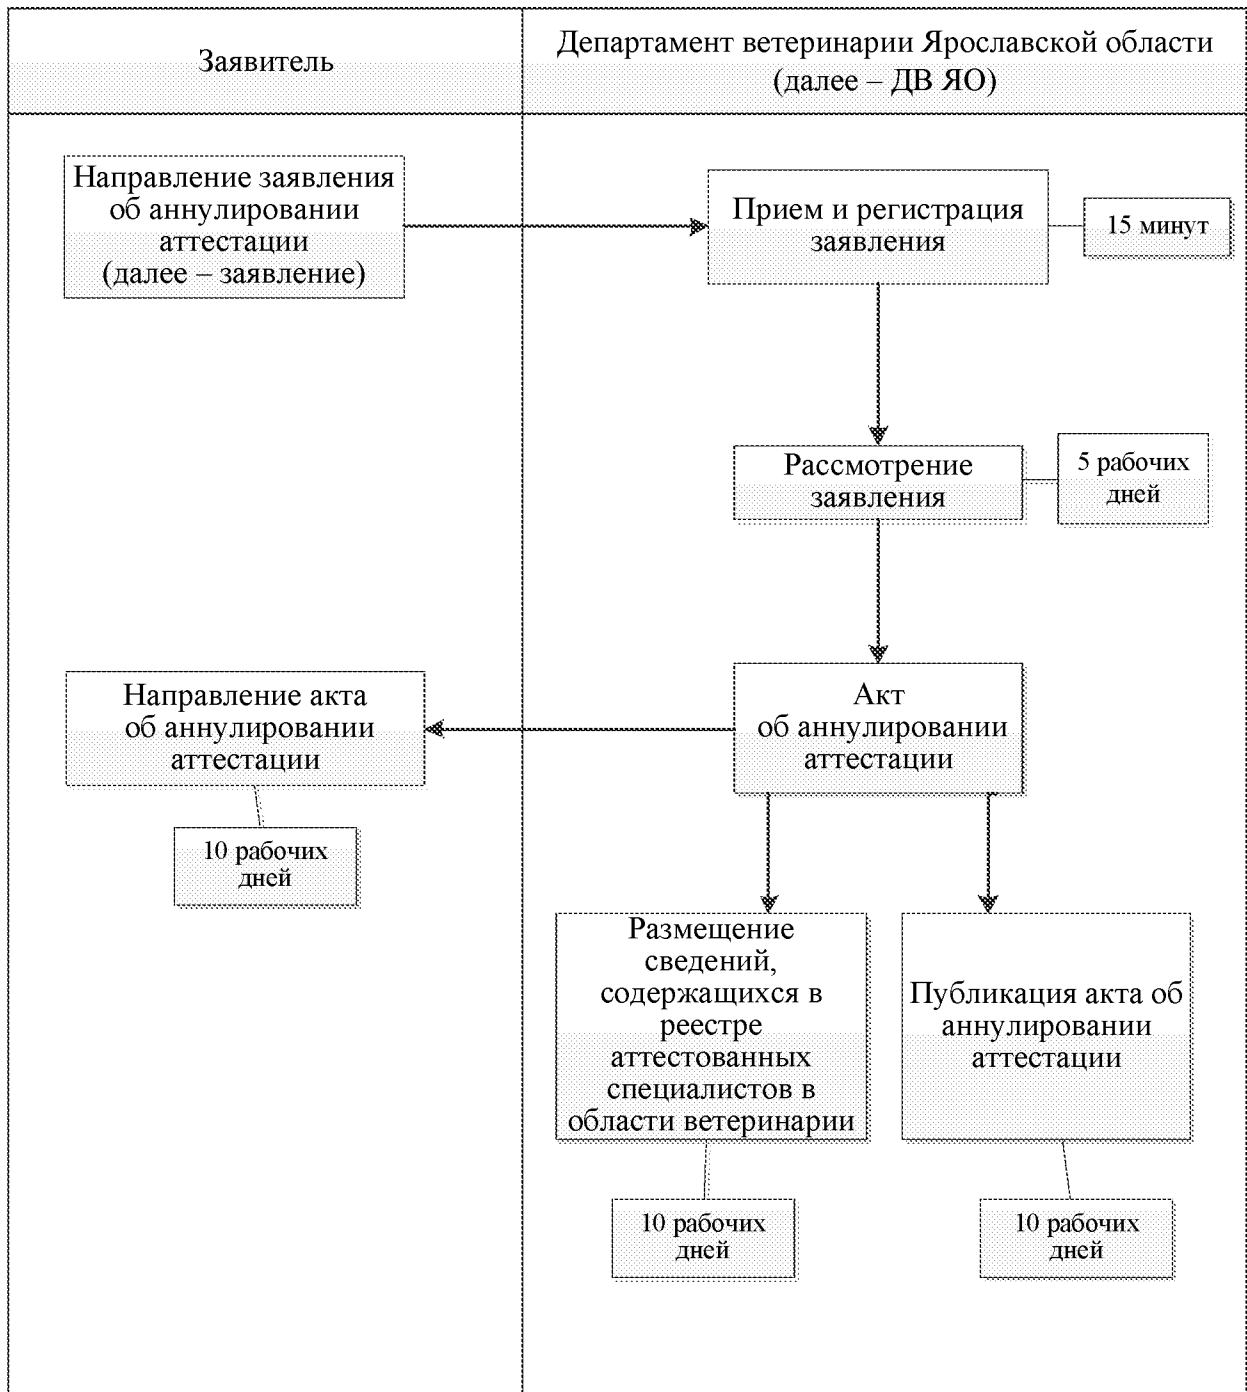 Заявитель
Департамент ветеринарии Ярославской области
(далее – ДВ ЯО)
Направление заявления
об аннулировании
аттестации
(далее – заявление)
Прием и регистрация
заявления
15 минут
Рассмотрение
заявления
5 рабочих
дней
Направление акта
об аннулировании
аттестации
10 рабочих
дней
Акт
об аннулировании
аттестации
Размещение
сведений,
содержащихся в
реестре
аттестованных
специалистов в
области ветеринарии
10 рабочих
дней
Публикация акта об
аннулировании
аттестации
10 рабочих
дней